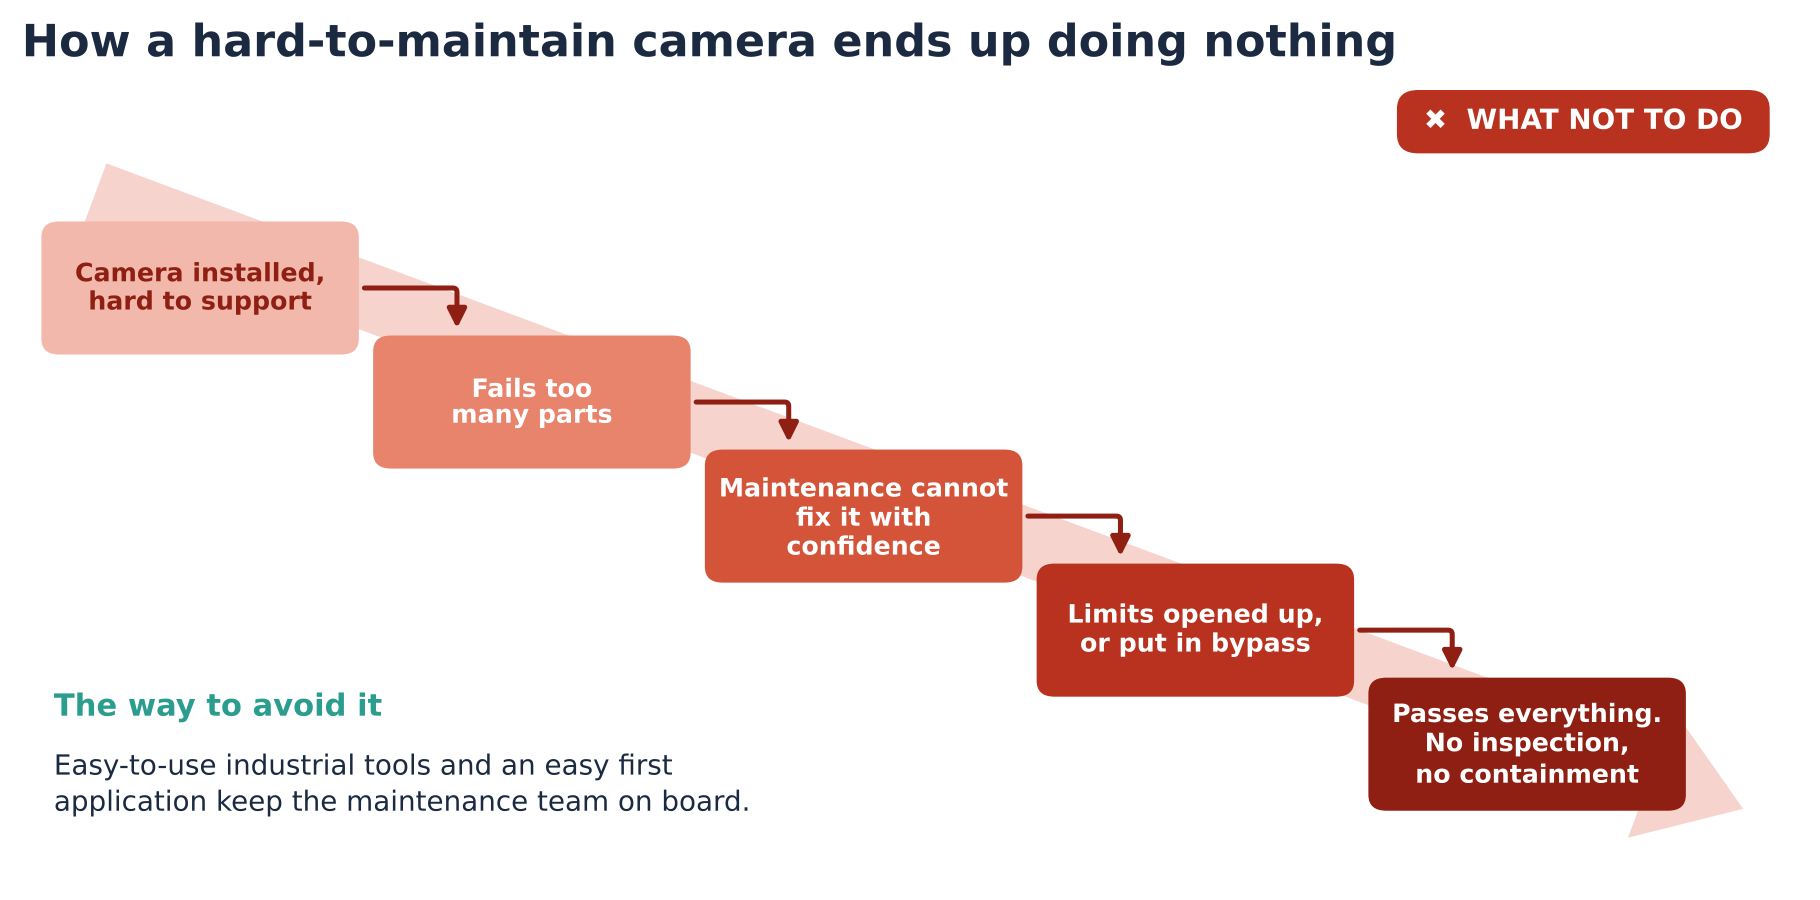 How a hard-to-maintain camera ends up doing nothing
✖ WHAT NOT TO DO
Camera installed,
hard to support
Fails too
many parts
Maintenance cannot
fix it with
confidence
Limits opened up,
or put in bypass
Passes everything.
No inspection,
no containment
The way to avoid it
Easy-to-use industrial tools and an easy first
application keep the maintenance team on board.